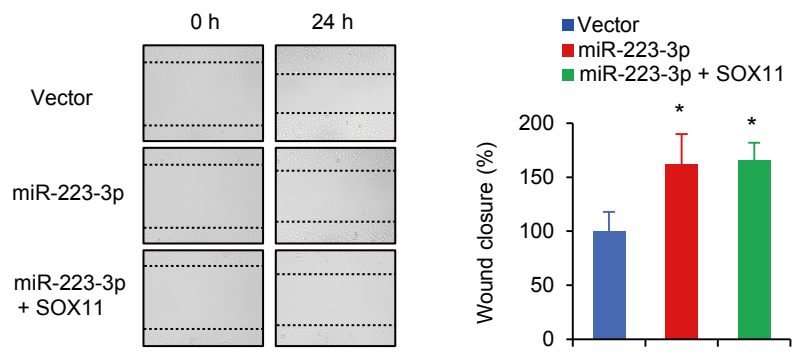 0 h 24 h
Vector
miR-223-3p
miR-223-3p
+ SOX11
Vector
miR-223-3p
miR-223-3p + SOX11
Wound closure (%)
200
150
100
50
0
* *